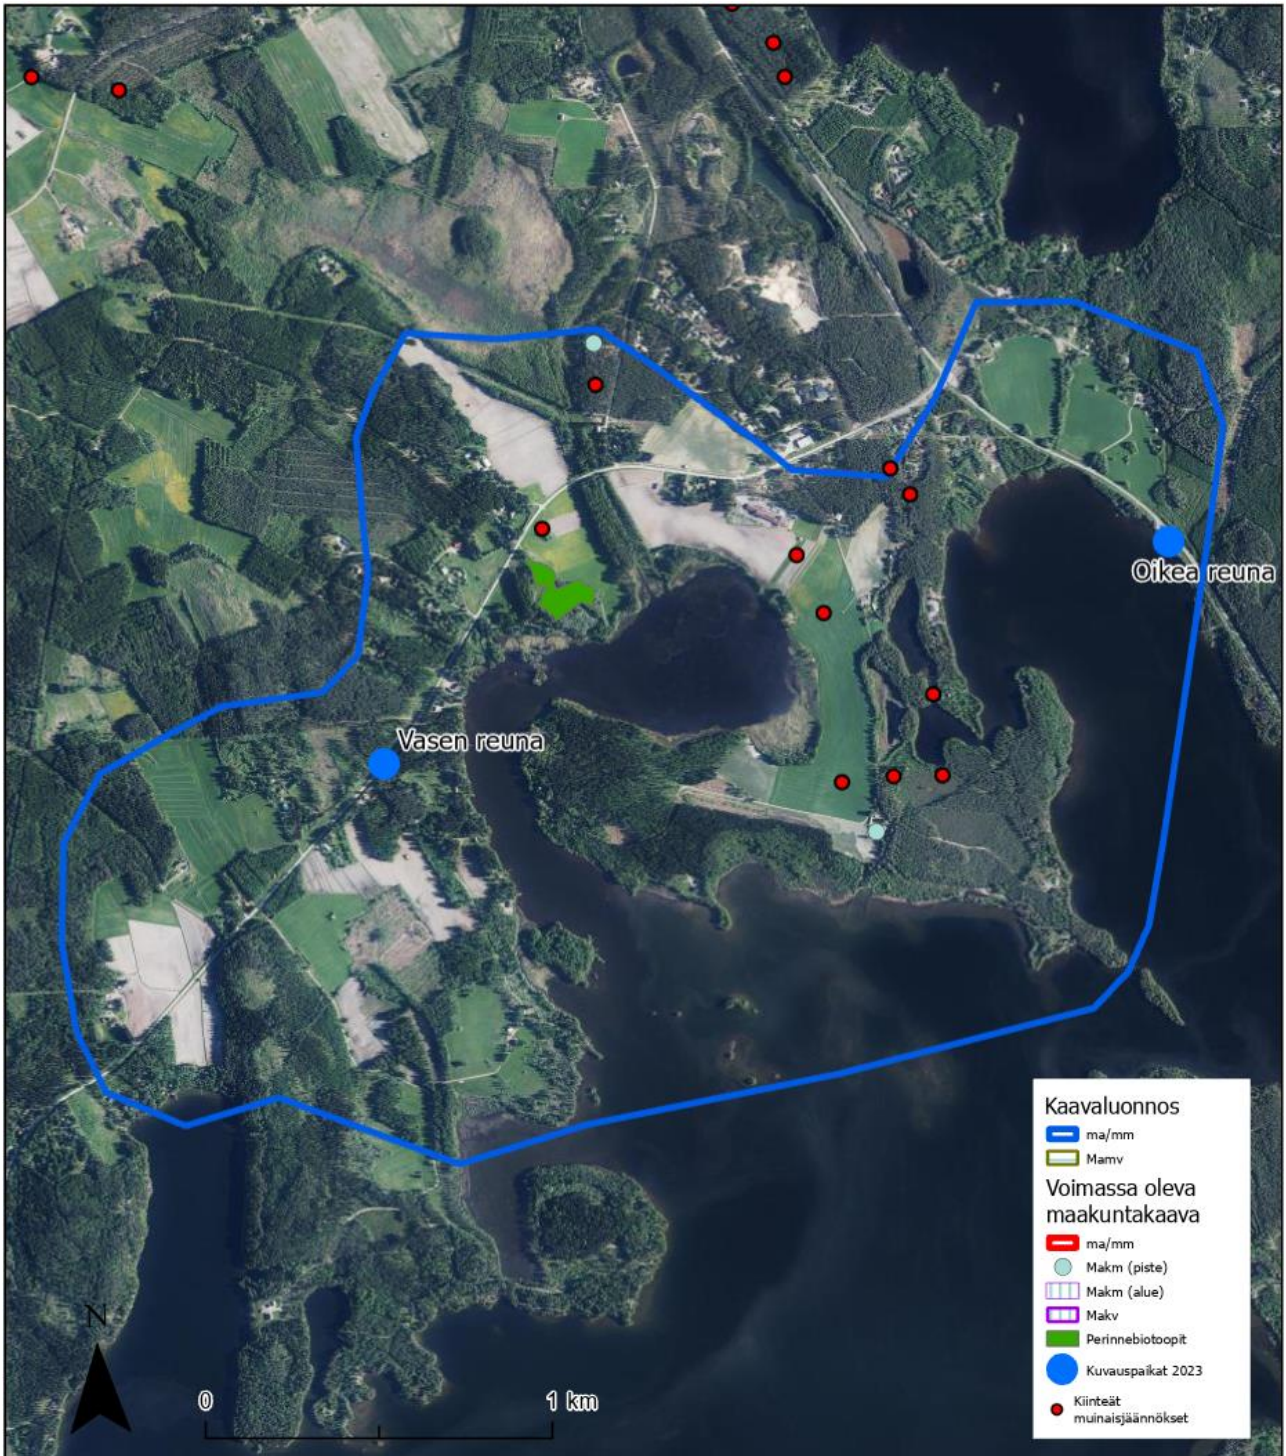 Oikea reuna
Vasen reuna
Kaavaluonnos
ma/mm
Mamv
Voimassa oleva
maakuntakaava
ma/mm
Makm (piste)
Makm (alue)
Makv
Perinnebiotoopit
Kuvauspaikat 2023
Kiinteät
muinaisjäännökset
N
0 1 km